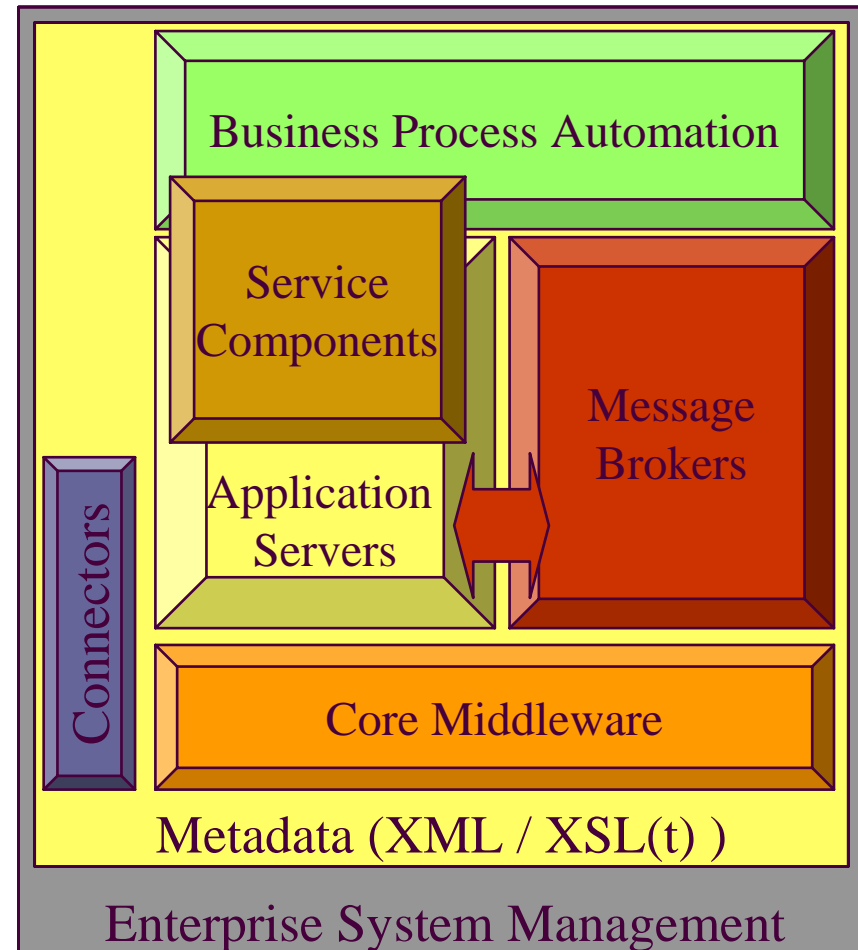 Business Process Automation
Service
Components
Message
Brokers
Application
Servers
Connectors
Core Middleware
Metadata (XML / XSL(t) )
Enterprise System Management